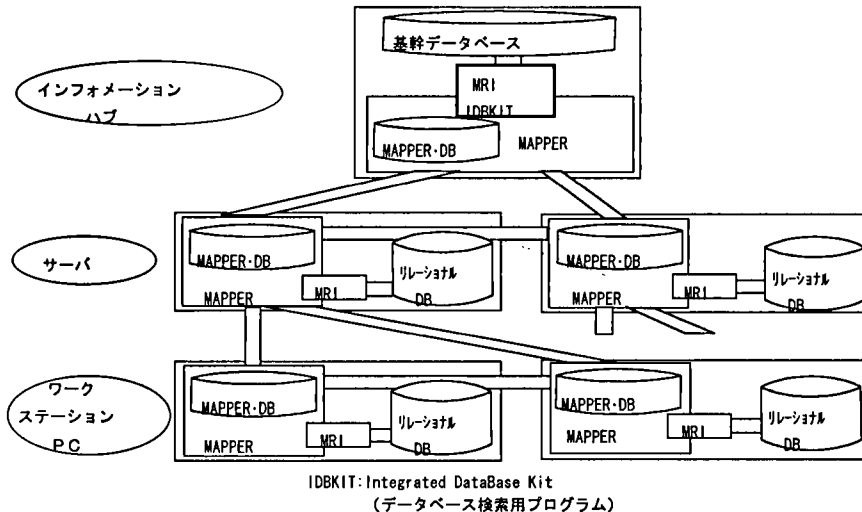 基幹データベース
インフォメーション
ハブ
MRI
IDBKIT
MAPPER・DB
MAPPER
サーバ
MAPPER・DB
MAPPER
MRI
リレーショナル
DB
MAPPER・DB
MAPPER
MRI
リレーショナル
DB
ワーク
ステーション
PC
MAPPER・DB
MAPPER
MRI
リレーショナル
DB
MAPPER・DB
MAPPER
MRI
リレーショナル
DB
IDBKIT:Integrated DataBase Kit
(データベース検索用プログラム)